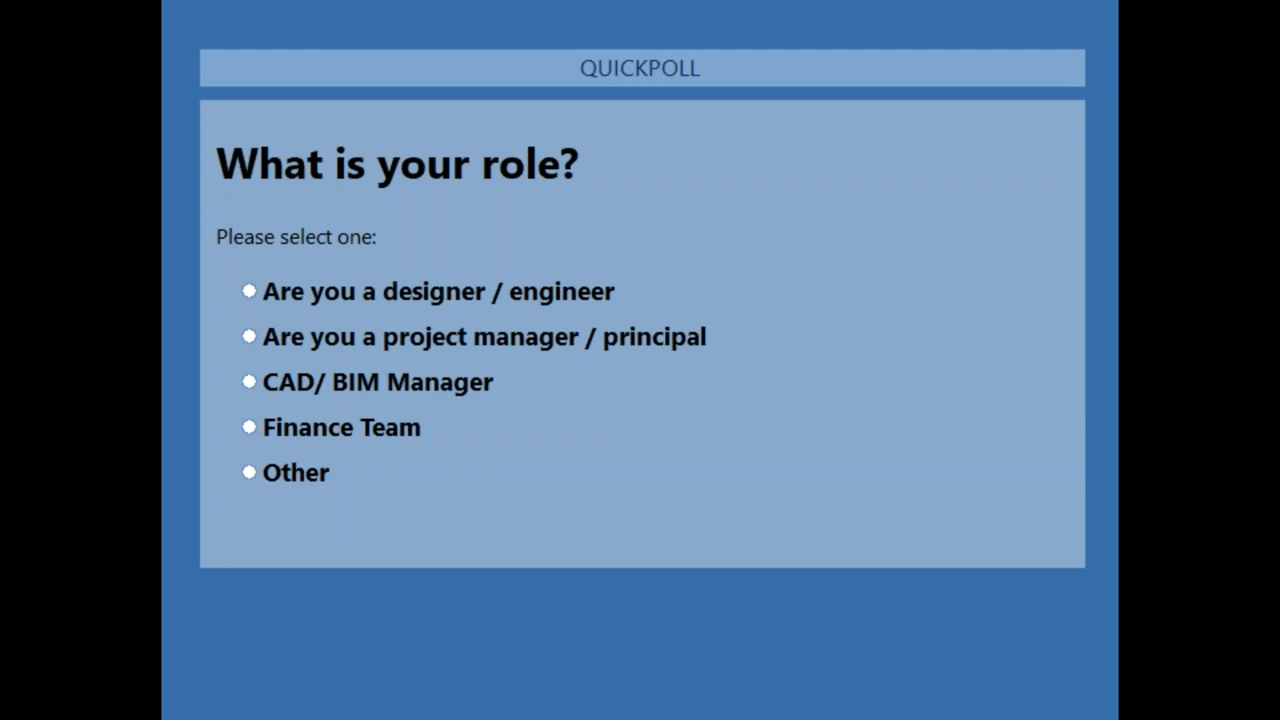 QUICKPOLL
What is your role?
Please select one:
Are you a designer / engineer
Are you a project manager / principal
CAD/ BIM Manager
Finance Team
Other